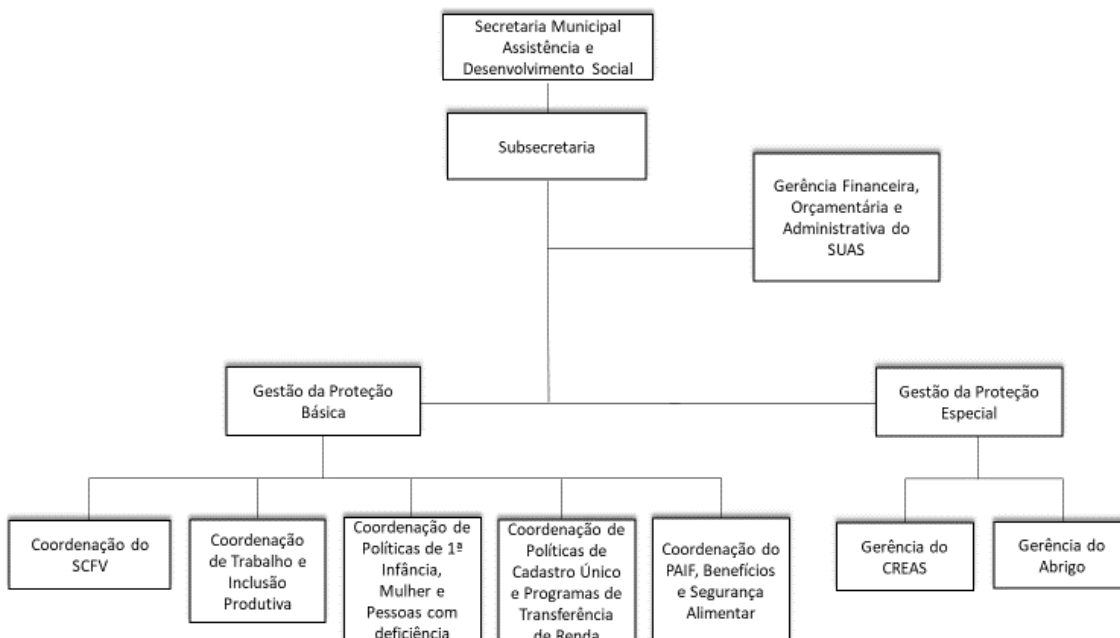 Secretaria Municipal
Assistência e
Desenvolvimento Social
Subsecretaria
Gerência Financeira,
Orçamentária e
Administrativa do
SUAS
Gestão da Proteção
Básica
Gestão da Proteção
Especial
Coordenação do
SCFV
Coordenação
de Trabalho e
Inclusão
Produtiva
Coordenação de
Políticas de 1ª
Infância,
Mulher e
Pessoas com
deficiência
Coordenação de
Políticas de
Cadastro Único
e Programas de
Transferência
de Renda
Coordenação do
PAIF, Benefícios
e Segurança
Alimentar
Gerência do
CREAS
Gerência do
Abrigo